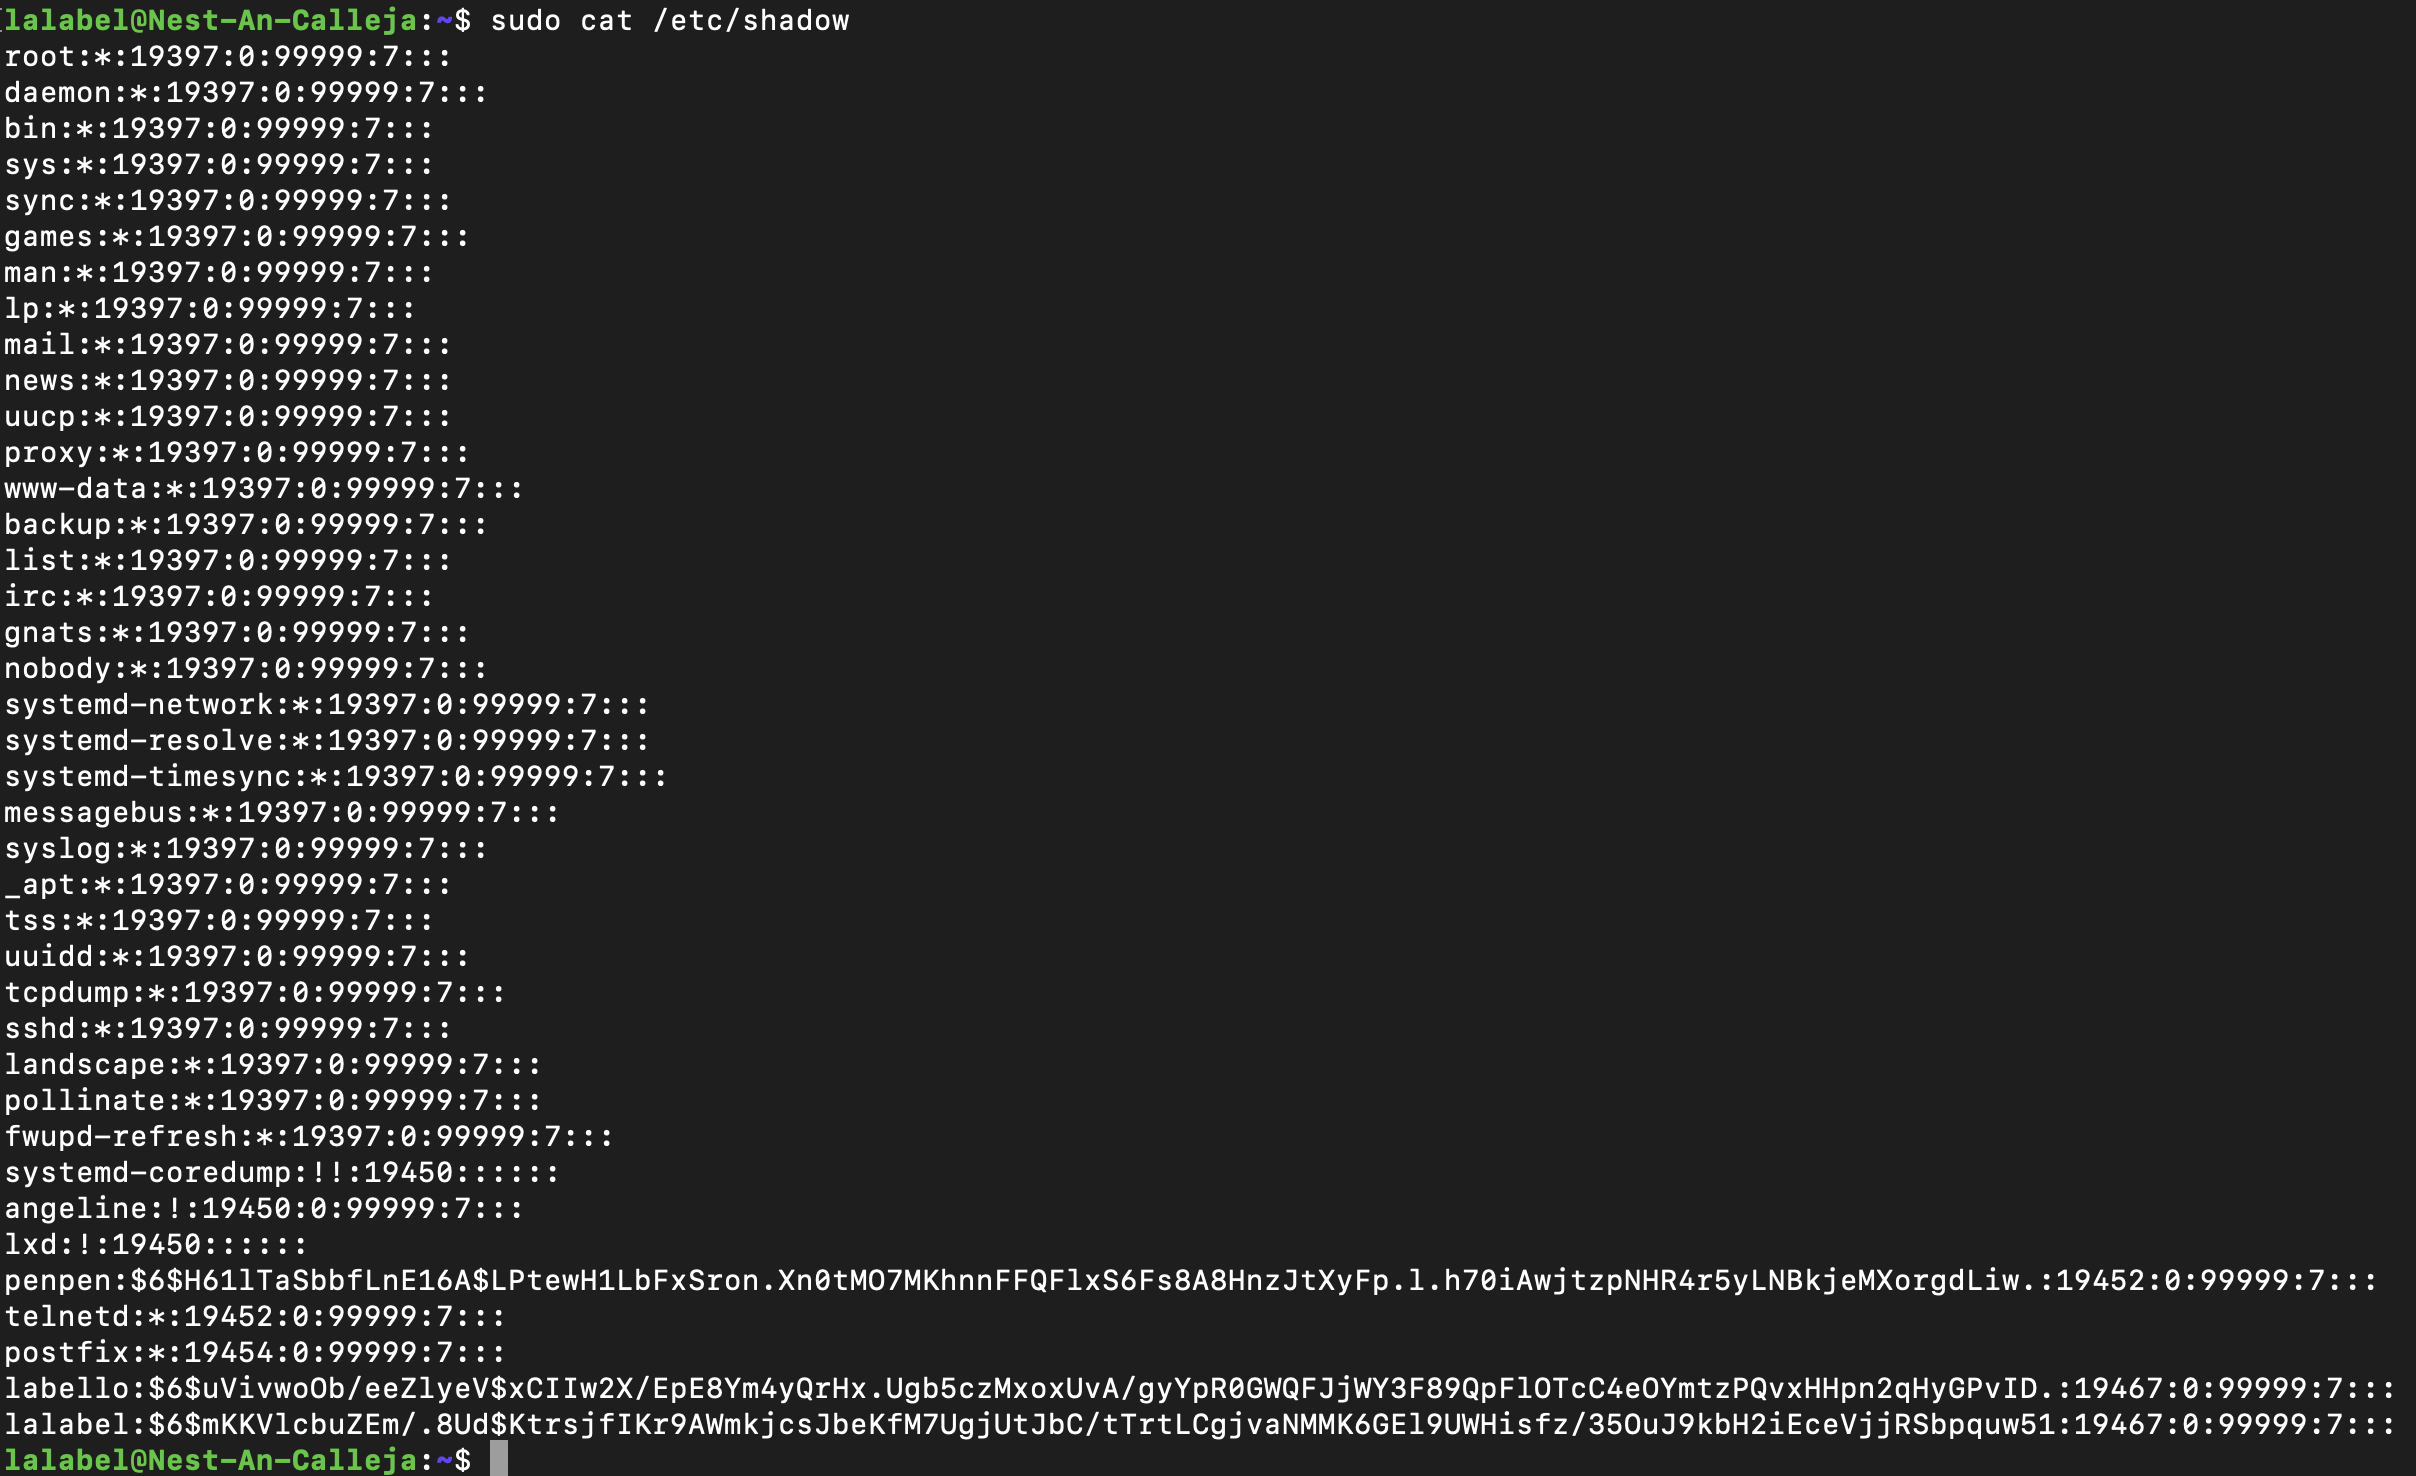 lalabel@Nest-An-Calleja:~$ sudo cat /etc/shadow
root:*:19397:0:99999:7:::
daemon:*:19397:0:99999:7:::
bin:*:19397:0:99999:7:::
sys:*:19397:0:99999:7:::
sync:*:19397:0:99999:7:::
games:*:19397:0:99999:7:::
man:*:19397:0:99999:7:::
lp:*:19397:0:99999:7:::
mail:*:19397:0:99999:7:::
news:*:19397:0:99999:7:::
uucp:*:19397:0:99999:7:::
proxy:*:19397:0:99999:7:::
www-data:*:19397:0:99999:7:::
backup:*:19397:0:99999:7:::
list:*:19397:0:99999:7:::
irc:*:19397:0:99999:7:::
gnats:*:19397:0:99999:7:::
nobody:*:19397:0:99999:7:::
systemd-network:*:19397:0:99999:7:::
systemd-resolve:*:19397:0:99999:7:::
systemd-timesync:*:19397:0:99999:7:::
messagebus:*:19397:0:99999:7:::
syslog:*:19397:0:99999:7:::
_apt:*:19397:0:99999:7:::
tss:*:19397:0:99999:7:::
uuidd:*:19397:0:99999:7:::
tcpdump:*:19397:0:99999:7:::
sshd:*:19397:0:99999:7:::
landscape:*:19397:0:99999:7:::
pollinate:*:19397:0:99999:7:::
fwupd-refresh:*:19397:0:99999:7:::
systemd-coredump:!!:19450::::::
angeline:!:19450:0:99999:7:::
lxd:!:19450::::::
penpen:$6$H61lTaSbbfLnE16A$LPtewH1LbFxSron.Xn0tMO7MKhnnFFQFlxS6Fs8A8HnzJtXyFp.l.h70iAwjtzpNHR4r5yLNBkjeMXorgdLiw.:19452:0:99999:7:::
telnetd:*:19452:0:99999:7:::
postfix:*:19454:0:99999:7:::
labello:$6$uVivwoOb/eeZlyeV$xCIIw2X/EpE8Ym4yQrHx.Ugb5czMxoxUvA/gyYpR0GWQFJjWY3F89QpFlOTcC4eOYmtzPQvxHHpn2qHyGPvID.:19467:0:99999:7:::
lalabel:$6$mKKVlcbuZEm/.8Ud$KtrsjfIKr9AWmkjcsJbeKfM7UgjUtJbC/tTrtLCgjvaNMMK6GEl9UWHisfz/35OuJ9kbH2iEceVjjRSbpquw51:19467:0:99999:7:::
lalabel@Nest-An-Calleja:~$